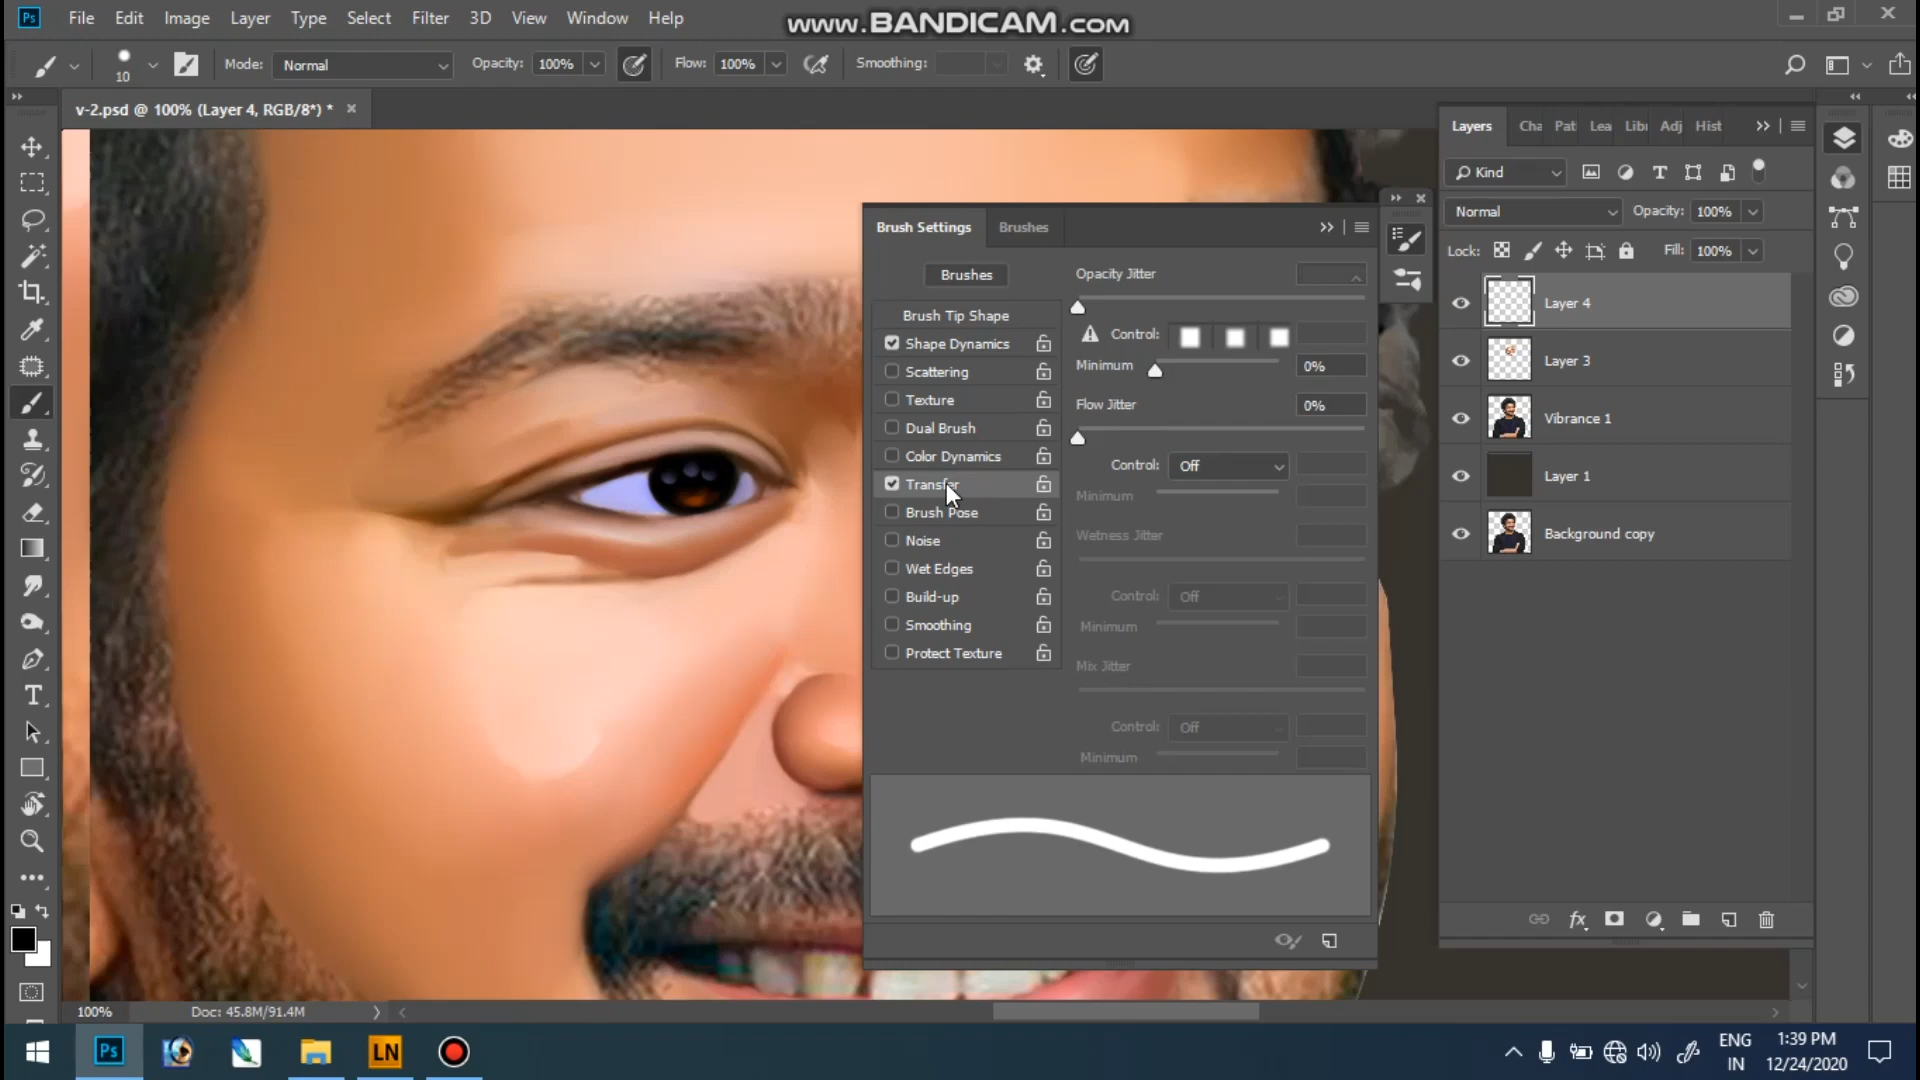 Ps File Edit Image Layer Type Select Filter 3D View Window Help
www.BANDICAM.com
10 Mode: Normal Opacity: 100% Flow: 100% Smoothing:
v-2.psd @ 100% (Layer 4, RGB/8*) *
Layers Cha Pat Lea Libr Adj Hist
Kind
Normal Opacity: 100%
Lock: Fill: 100%
Layer 4
Layer 3
Vibrance 1
Layer 1
Background copy
Brush Settings Brushes
Brushes
Brush Tip Shape
Shape Dynamics
Scattering
Texture
Dual Brush
Color Dynamics
Transfer
Brush Pose
Noise
Wet Edges
Build-up
Smoothing
Protect Texture
Opacity Jitter
Control:
Minimum 0%
Flow Jitter 0%
Control: Off
Minimum
Wetness Jitter
Control: Off
Minimum
Mix Jitter
Control: Off
Minimum
100% Doc: 45.8M/91.4M
Ps LN
ENG
IN
1:39 PM
12/24/2020